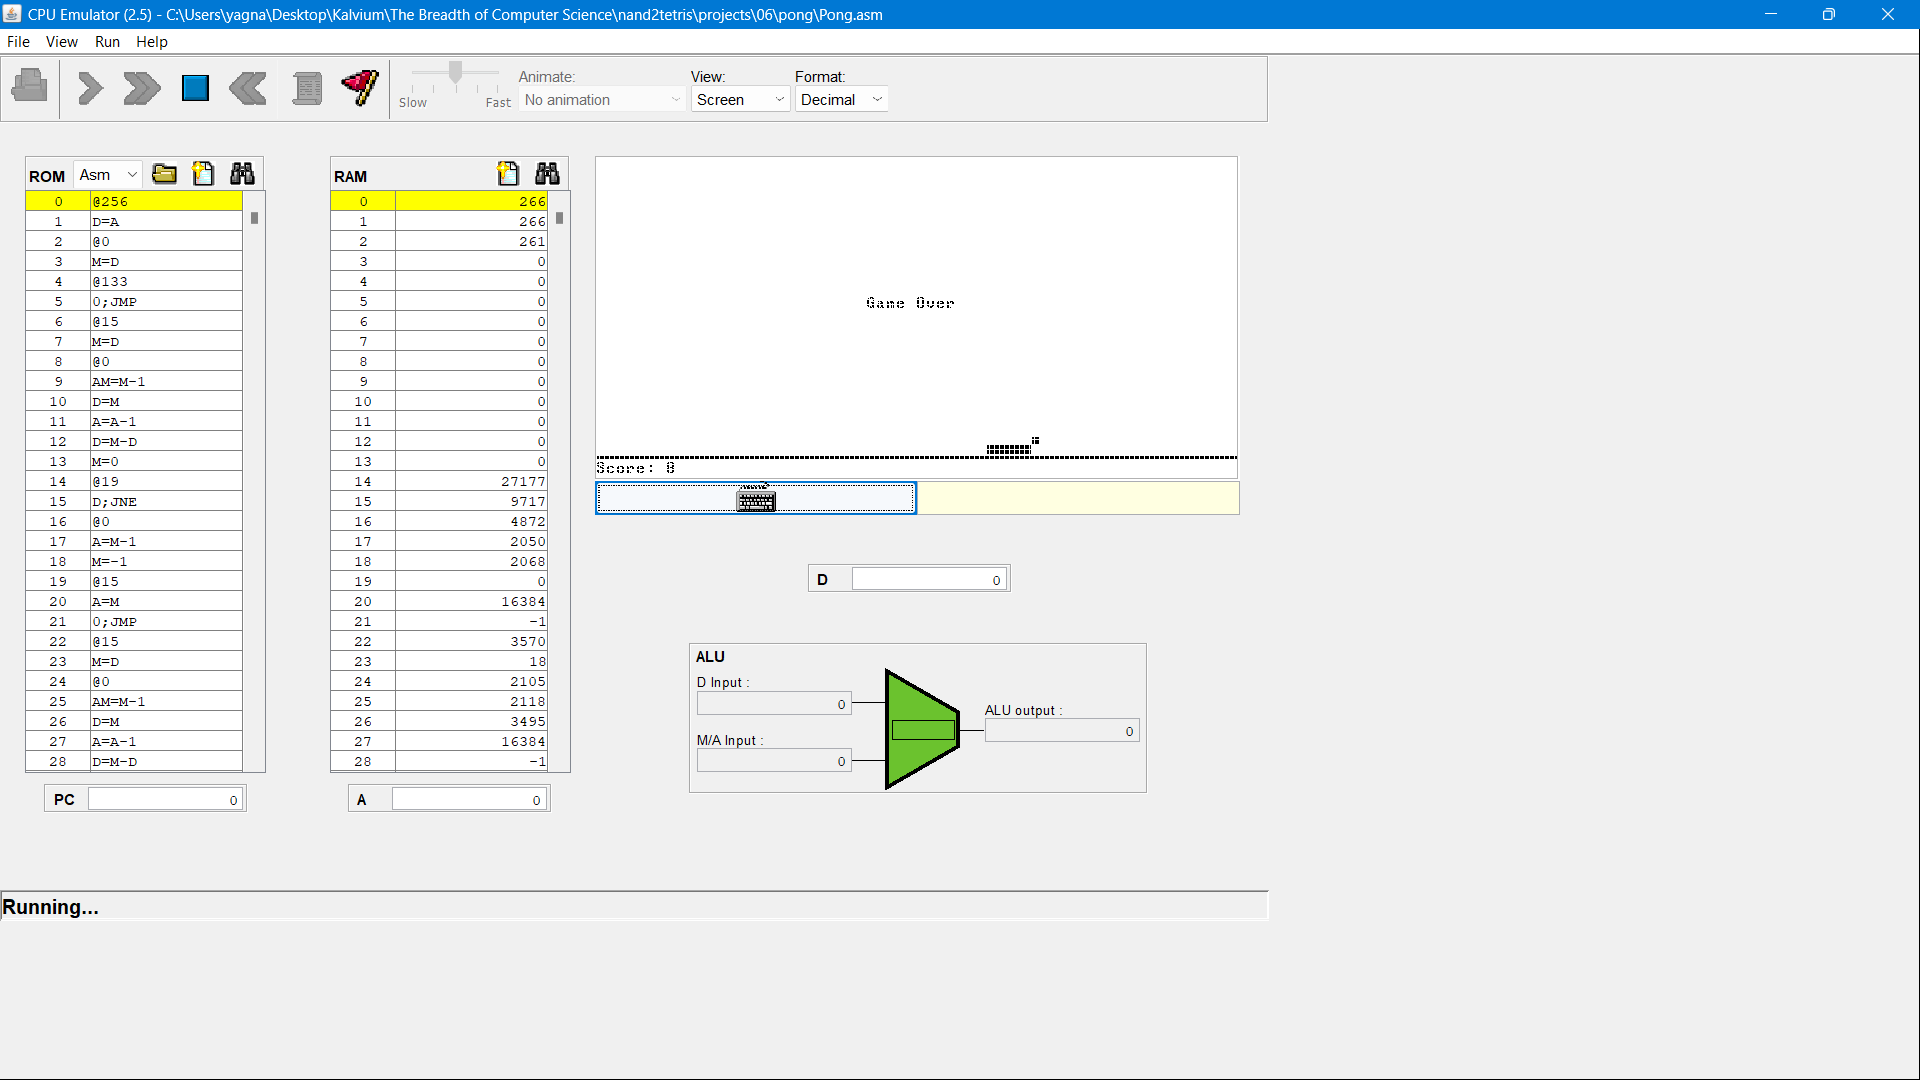 CPU Emulator (2.5) - C:\Users\yagna\Desktop\Kalvium\The Breadth of Computer Science\nand2tetris\projects\06\pong\Pong.asm
File View Run Help
Slow Fast
Animate:
No animation
View:
Screen
Format:
Decimal
ROM Asm
0 @256
1 D=A
2 @0
3 M=D
4 @133
5 0;JMP
6 @15
7 M=D
8 @0
9 AM=M-1
10 D=M
11 A=A-1
12 D=M-D
13 M=0
14 @19
15 D;JNE
16 @0
17 A=M-1
18 M=-1
19 @15
20 A=M
21 0;JMP
22 @15
23 M=D
24 @0
25 AM=M-1
26 D=M
27 A=A-1
28 D=M-D
PC 0
RAM
0 266
1 266
2 261
3 0
4 0
5 0
6 0
7 0
8 0
9 0
10 0
11 0
12 0
13 0
14 27177
15 9717
16 4872
17 2050
18 2068
19 0
20 16384
21 -1
22 3570
23 18
24 2105
25 2118
26 3495
27 16384
28 -1
A 0
Game Over
Score: 0
D 0
ALU
D Input :
0
M/A Input :
0
ALU output :
0
Running...